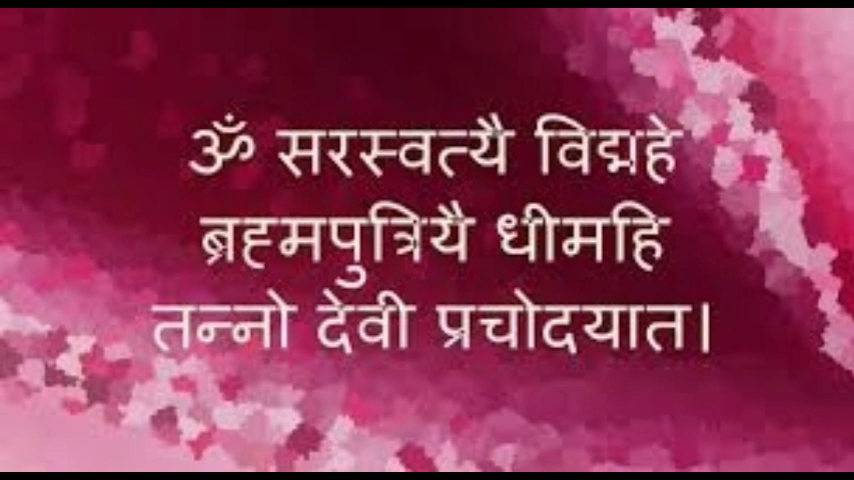 ॐ सरस्वत्यै विद्महे
ब्रह्मपुत्रियै धीमहि
तन्नो देवी प्रचोदयात।